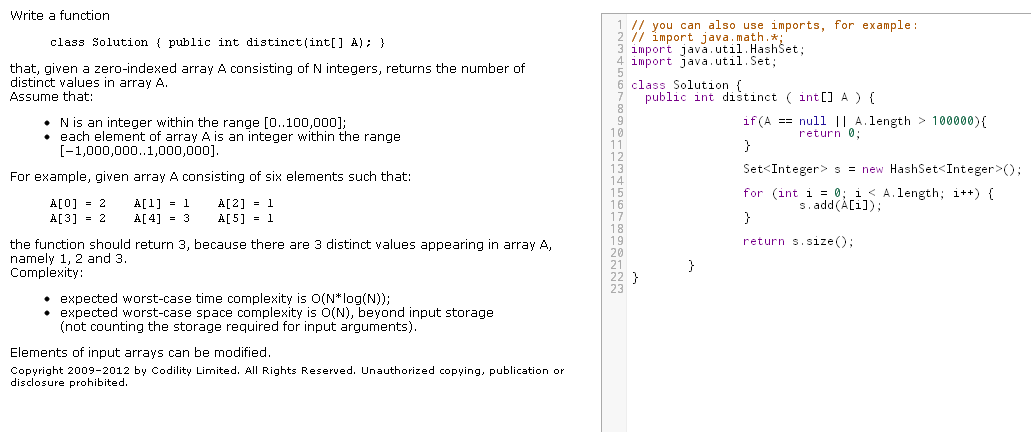 Write a function
class Solution { public int distinct(int[] A); }
that, given a zero-indexed array A consisting of N integers, returns the number of
distinct values in array A.
Assume that:
• N is an integer within the range [0..100,000];
• each element of array A is an integer within the range
[−1,000,000..1,000,000].
For example, given array A consisting of six elements such that:
A[0] = 2    A[1] = 1    A[2] = 1
A[3] = 2    A[4] = 3    A[5] = 1
the function should return 3, because there are 3 distinct values appearing in array A,
namely 1, 2 and 3.
Complexity:
• expected worst-case time complexity is O(N*log(N));
• expected worst-case space complexity is O(N), beyond input storage
(not counting the storage required for input arguments).
Elements of input arrays can be modified.
Copyright 2009–2012 by Codility Limited. All Rights Reserved. Unauthorized copying, publication or
disclosure prohibited.
1 // you can also use imports, for example:
2 // import java.math.*;
3 import java.util.HashSet;
4 import java.util.Set;
5
6 class Solution {
7   public int distinct ( int[] A ) {
8
9             if(A == null || A.length > 100000){
10                     return 0;
11             }
12
13             Set<Integer> s = new HashSet<Integer>();
14
15             for (int i = 0; i < A.length; i++) {
16                     s.add(A[i]);
17             }
18
19             return s.size();
20
21       }
22 }
23